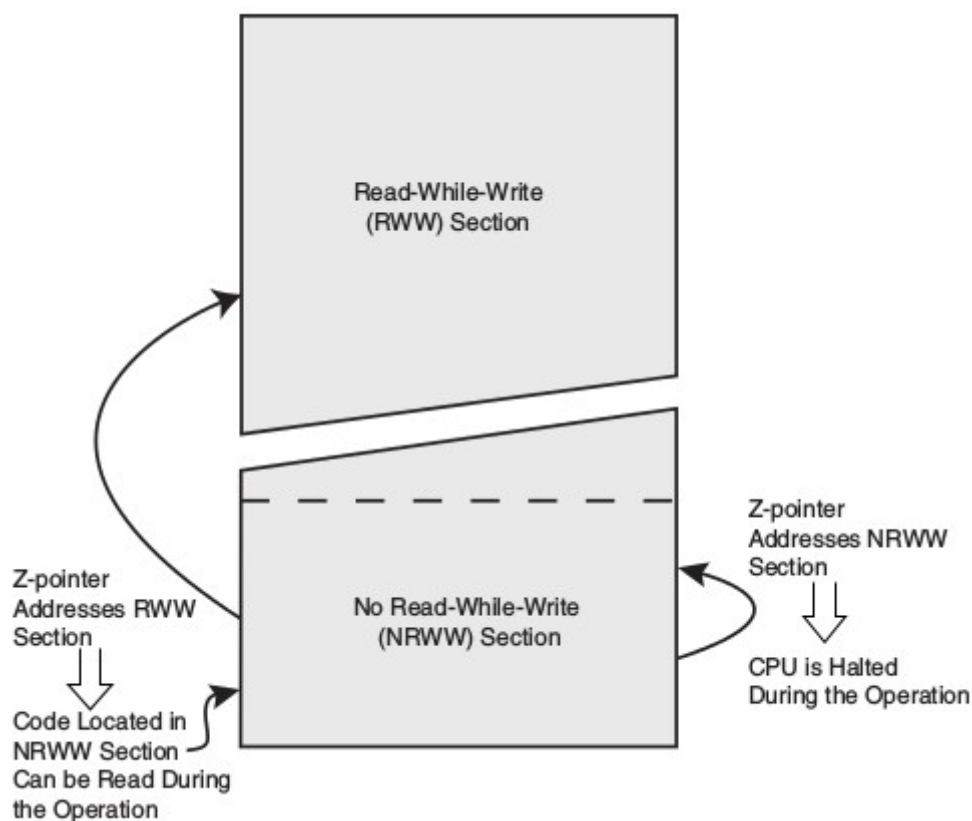 Read-While-Write
(RWW) Section
Z-pointer
Addresses RWW
Section
Code Located in
NRWW Section
Can be Read During
the Operation
No Read-While-Write
(NRWW) Section
Z-pointer
Addresses NRWW
Section
CPU is Halted
During the Operation